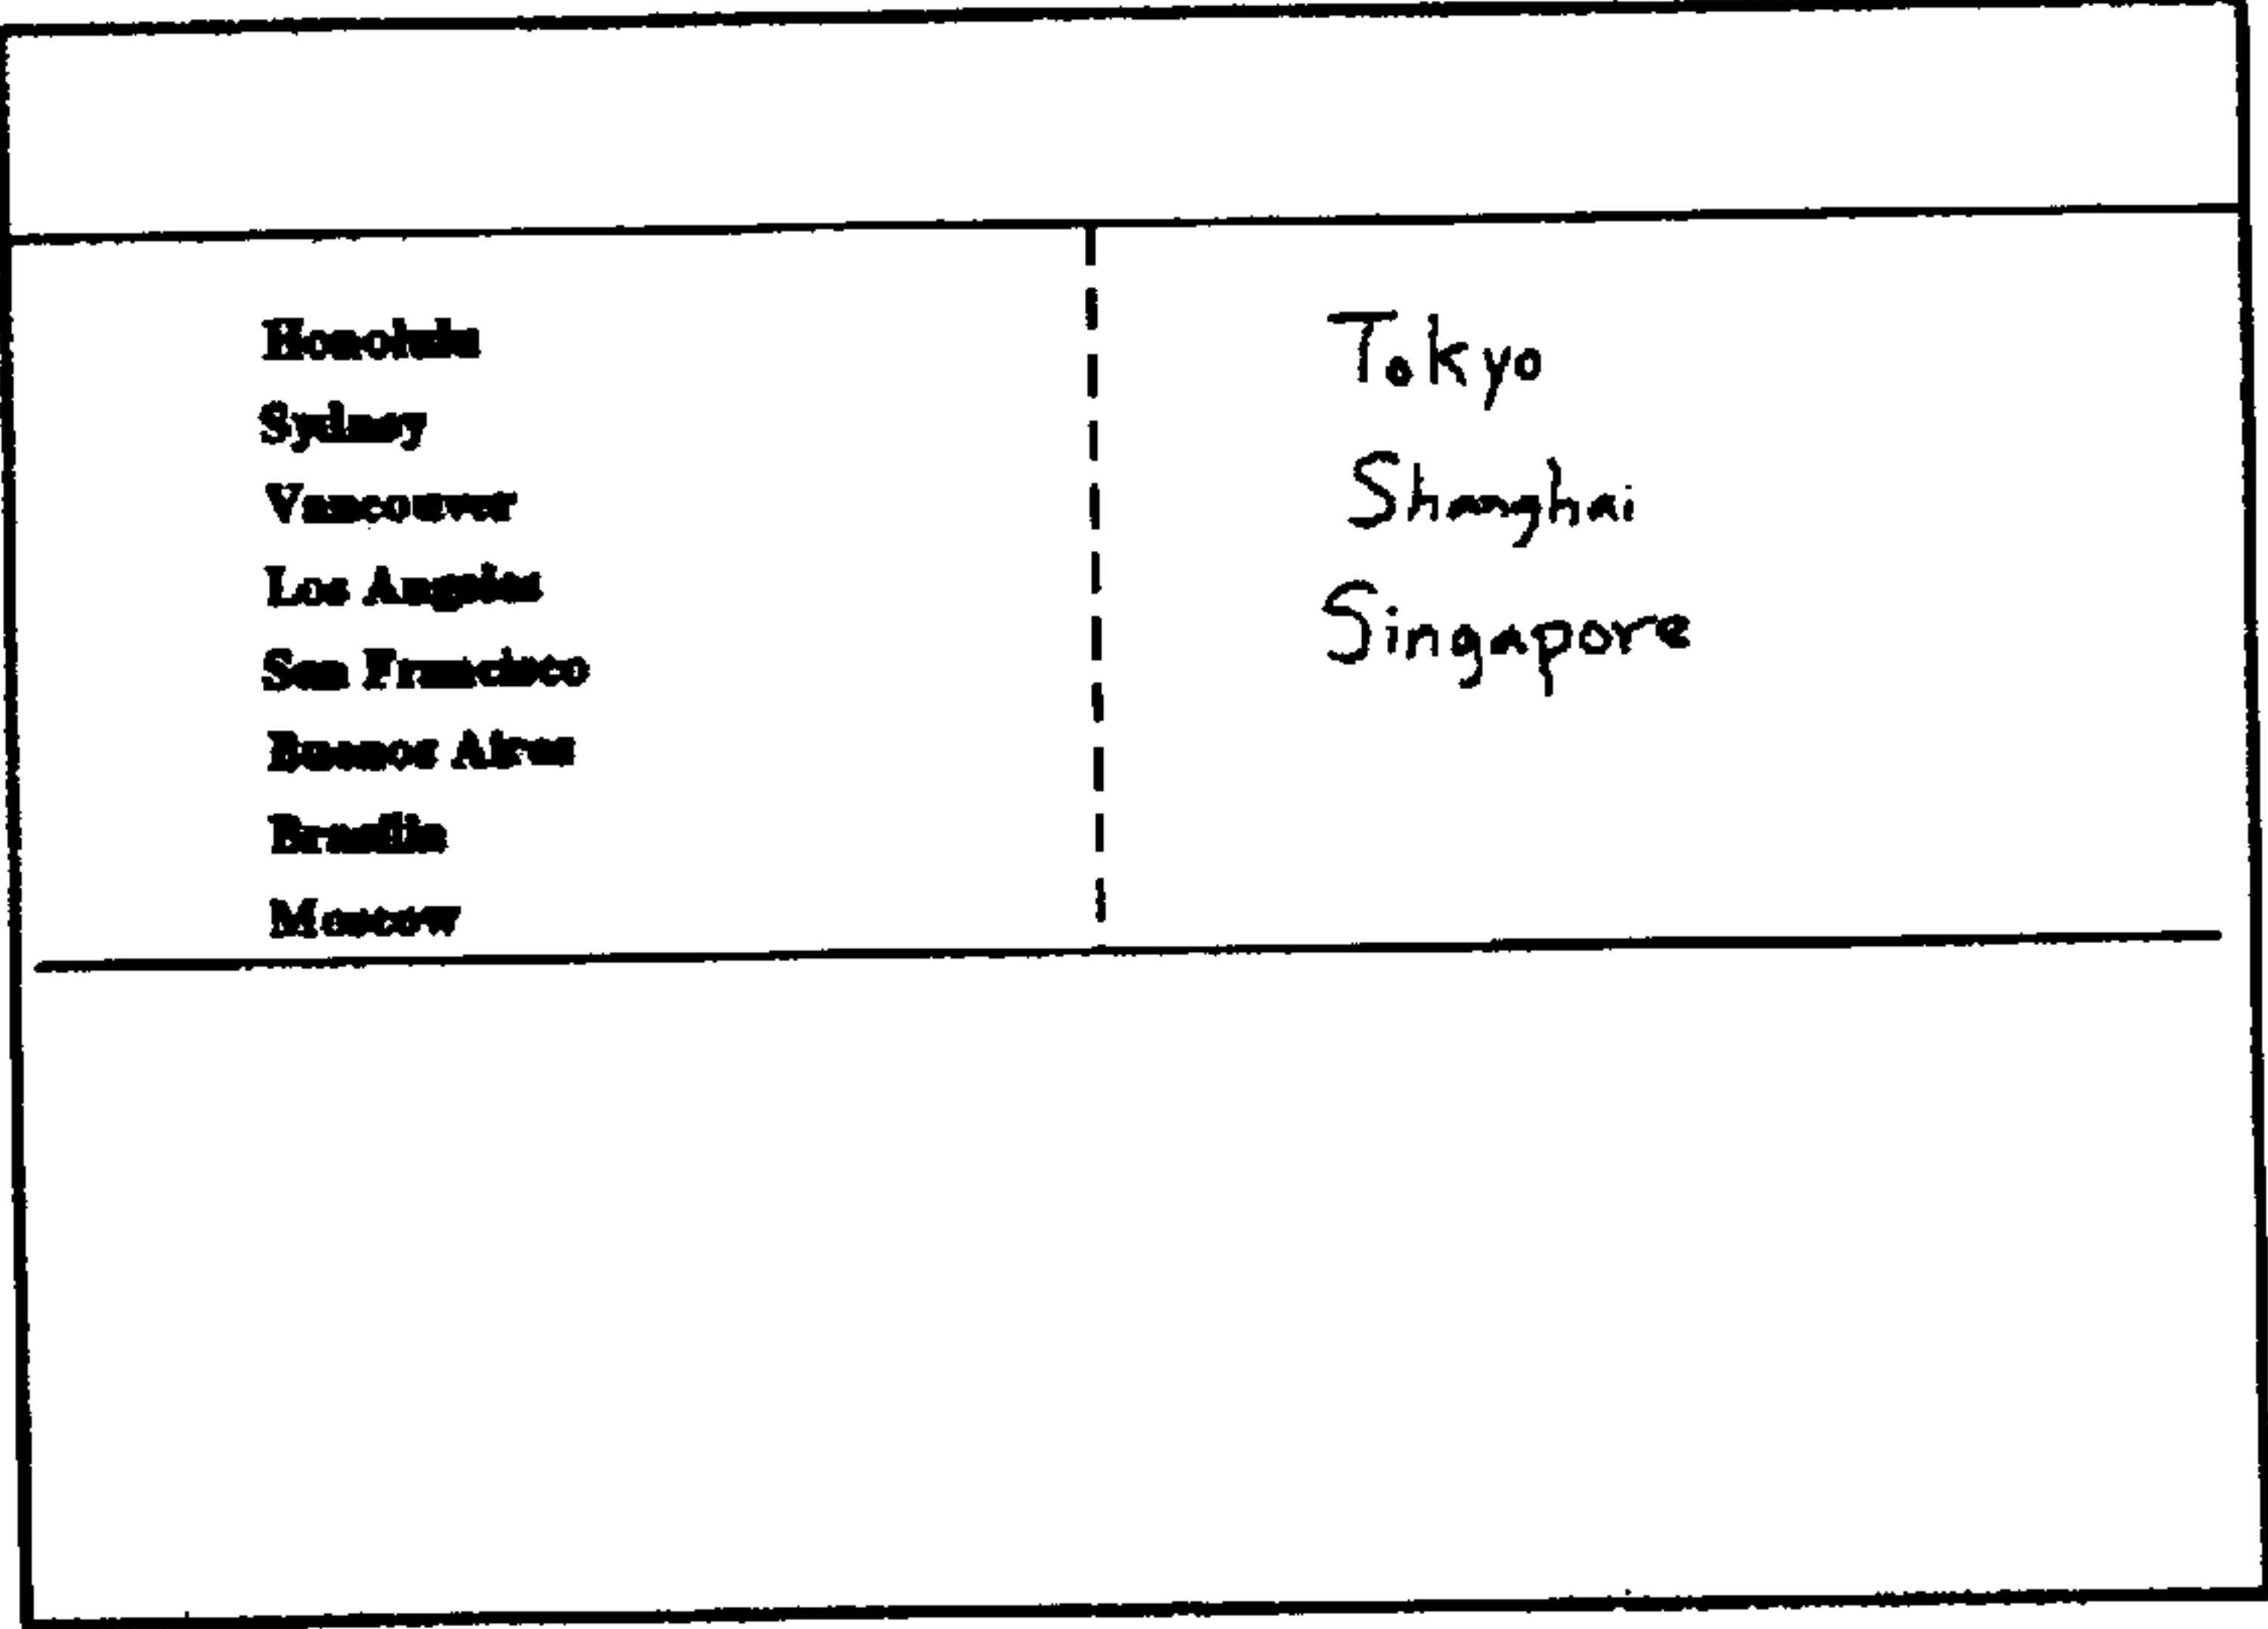 Honolulu
Sydney
Vancouver
Los Angeles
San Francisco
Buenos Aires
Brasilia
Moscow
Tokyo
Shanghai
Singapore